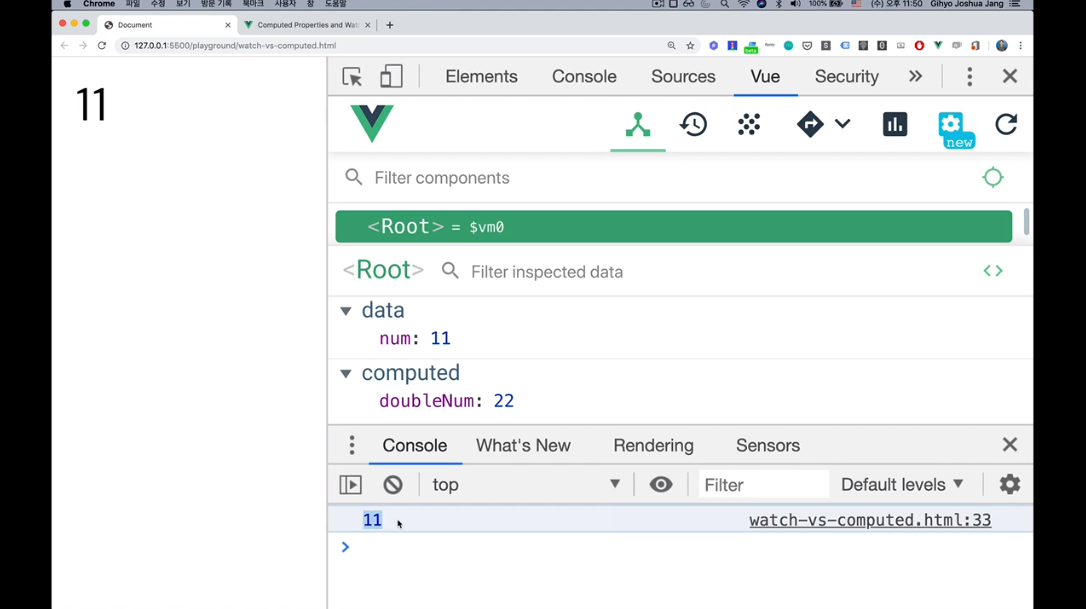 Chrome 파일 수정 보기 방문 기록 북마크 사용자 창 도움말 100% (수) 오후 11:50 Gihyo Joshua Jang
Document Computed Properties and Wat
127.0.0.1:5500/playground/watch-vs-computed.html
11
Elements Console Sources Vue Security
new
Filter components
<Root> = $vm0
<Root> Filter inspected data
data
num: 11
computed
doubleNum: 22
Console What's New Rendering Sensors
top Filter Default levels
11 watch-vs-computed.html:33